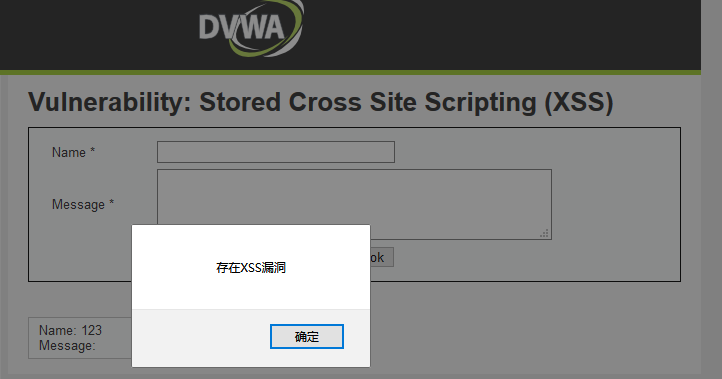 DVWA
Vulnerability: Stored Cross Site Scripting (XSS)
Name *
Message *
ok
存在XSS漏洞
确定
Name: 123
Message: